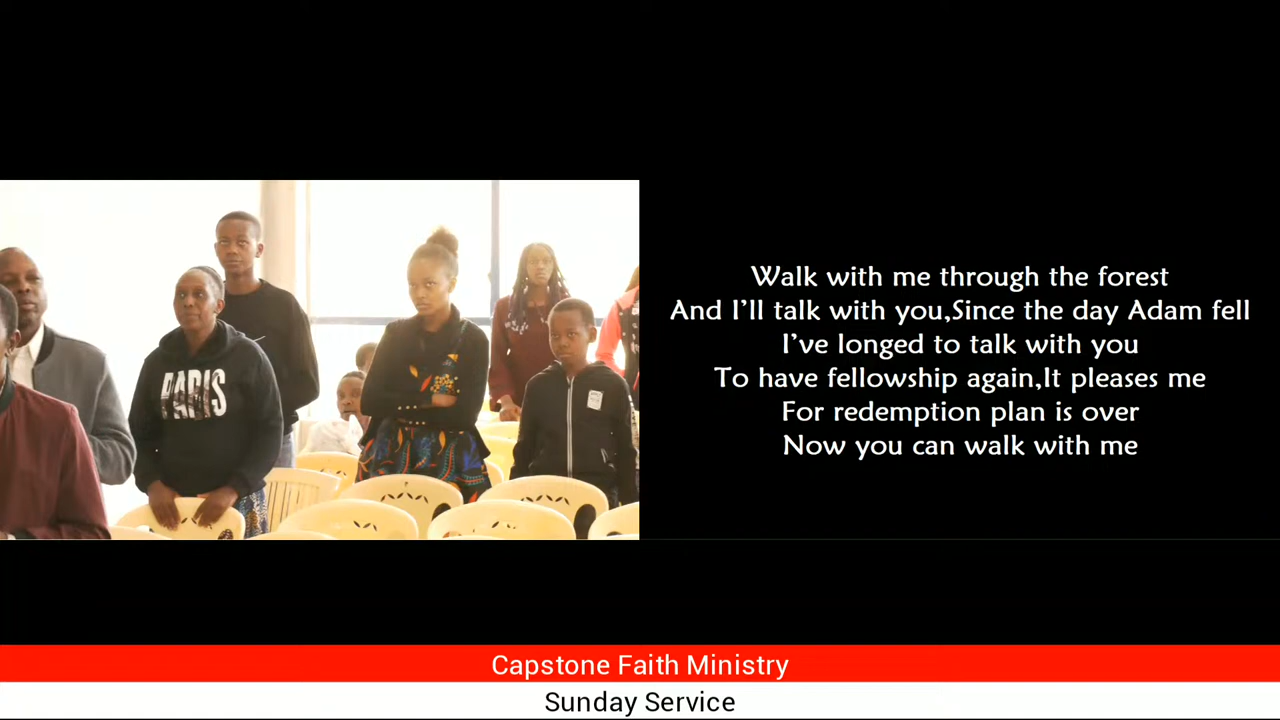 PARIS
Walk with me through the forest
And I'll talk with you,Since the day Adam fell
I've longed to talk with you
To have fellowship again,It pleases me
For redemption plan is over
Now you can walk with me
Capstone Faith Ministry
Sunday Service